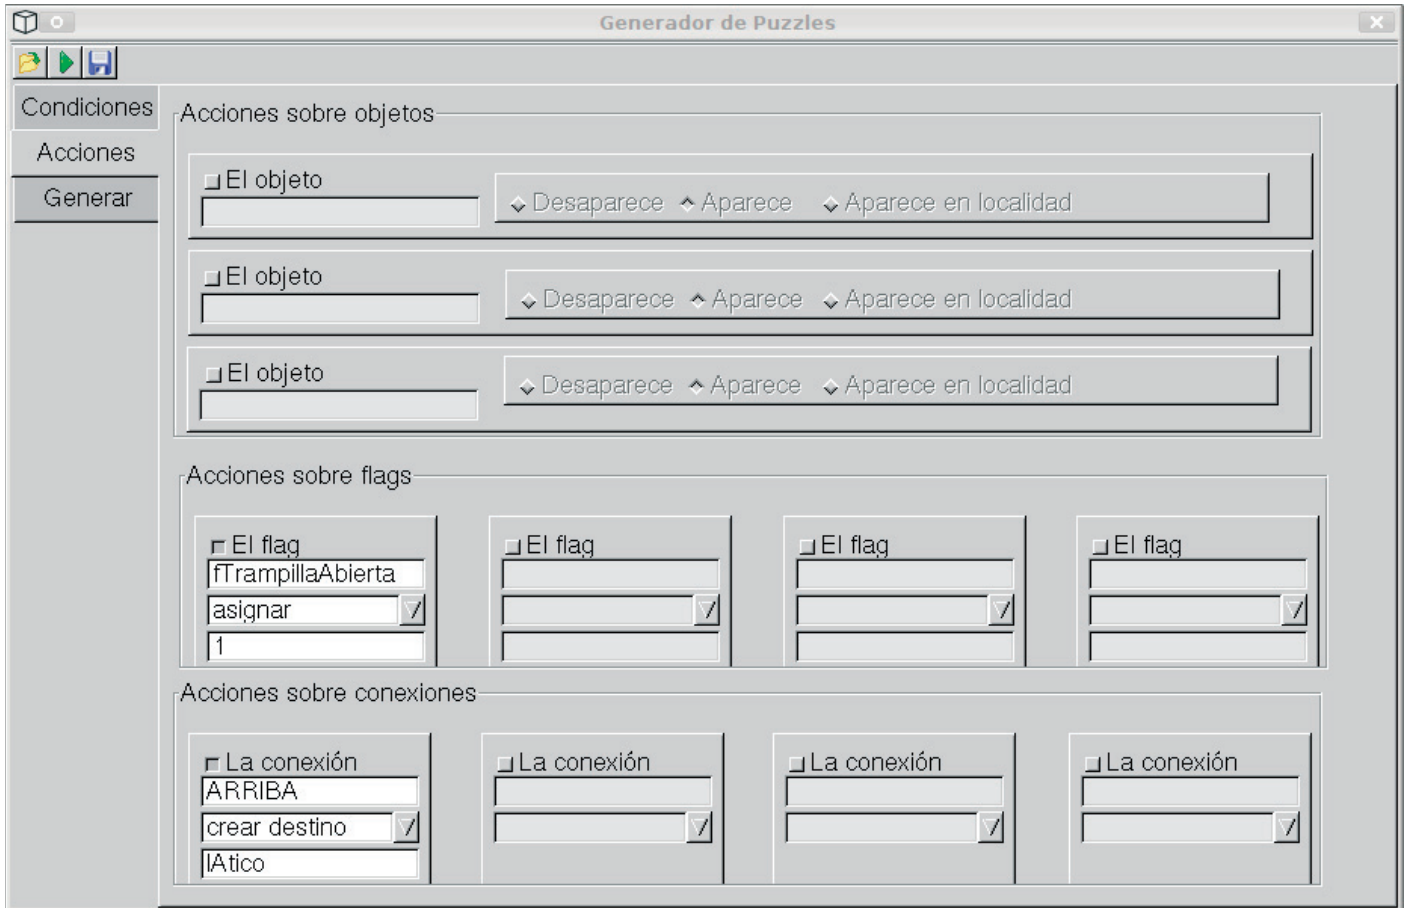 Generador de Puzzles
Condiciones
Acciones
Generar
Acciones sobre objetos
El objeto
Desaparece Aparece Aparece en localidad
El objeto
Desaparece Aparece Aparece en localidad
El objeto
Desaparece Aparece Aparece en localidad
Acciones sobre flags
El flag El flag El flag El flag
fTrampillaAbierta
asignar
1
Acciones sobre conexiones
La conexión La conexión La conexión La conexión
ARRIBA
crear destino
lAtico